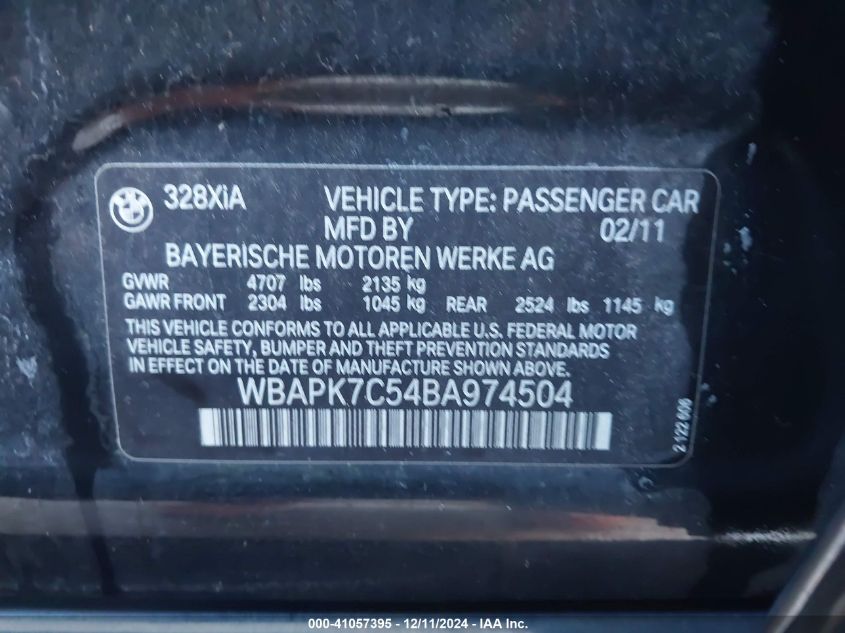 328XiA VEHICLE TYPE: PASSENGER CAR
MFD BY 02/11
BAYERISCHE MOTOREN WERKE AG
GVWR 4707 lbs 2135 kg
GAWR FRONT 2304 lbs 1045 kg REAR 2524 lbs 1145 kg
THIS VEHICLE CONFORMS TO ALL APPLICABLE U.S. FEDERAL MOTOR
VEHICLE SAFETY, BUMPER AND THEFT PREVENTION STANDARDS
IN EFFECT ON THE DATE OF MANUFACTURE SHOWN ABOVE.
WBAPK7C54BA974504
2 122 606
000-41057395 - 12/11/2024 - IAA Inc.